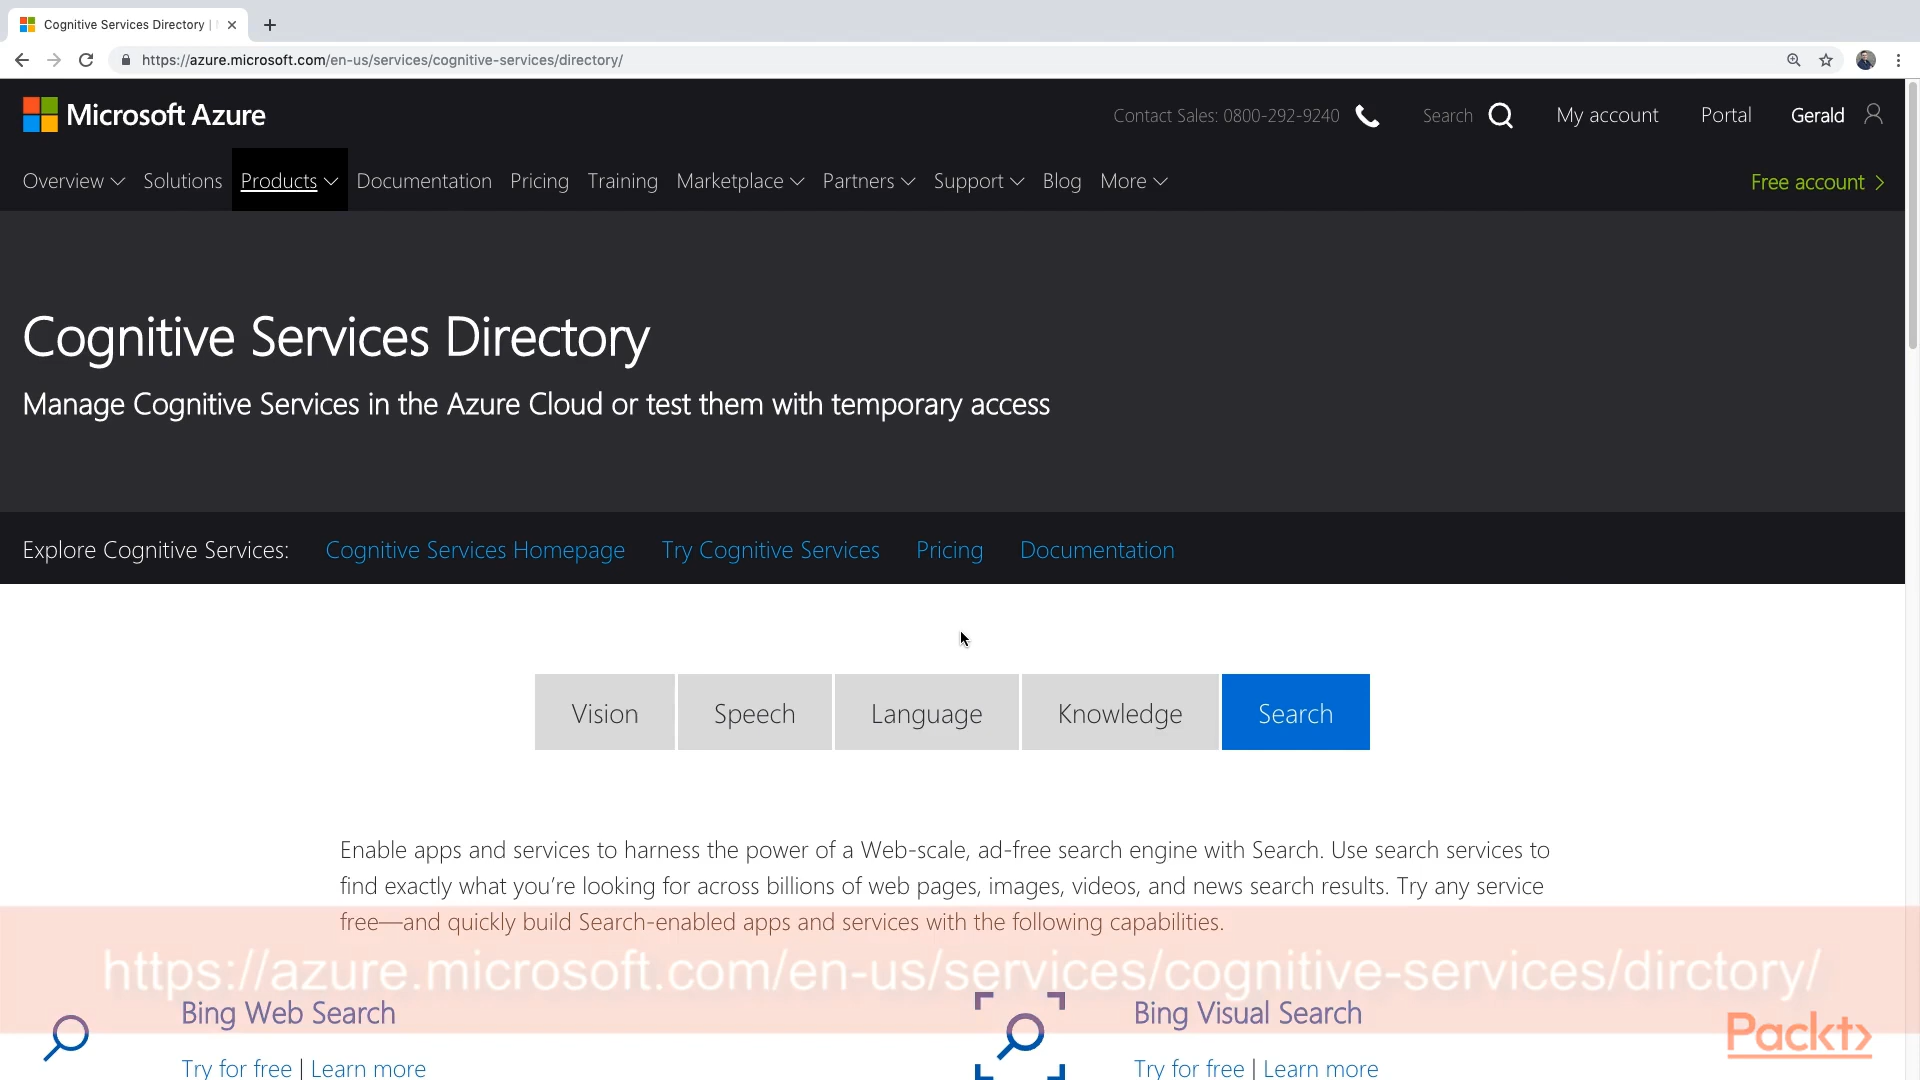 Cognitive Services Directory |
https://azure.microsoft.com/en-us/services/cognitive-services/directory/
Microsoft Azure
Contact Sales: 0800-292-9240
Search
My account
Portal
Gerald
Overview
Solutions
Products
Documentation
Pricing
Training
Marketplace
Partners
Support
Blog
More
Free account
Cognitive Services Directory
Manage Cognitive Services in the Azure Cloud or test them with temporary access
Explore Cognitive Services:
Cognitive Services Homepage
Try Cognitive Services
Pricing
Documentation
Vision
Speech
Language
Knowledge
Search
Enable apps and services to harness the power of a Web-scale, ad-free search engine with Search. Use search services to
find exactly what you're looking for across billions of web pages, images, videos, and news search results. Try any service
free—and quickly build Search-enabled apps and services with the following capabilities.
https://azure.microsoft.com/en-us/services/cognitive-services/dirctory/
Bing Web Search
Try for free | Learn more
Bing Visual Search
Try for free | Learn more
Packt>